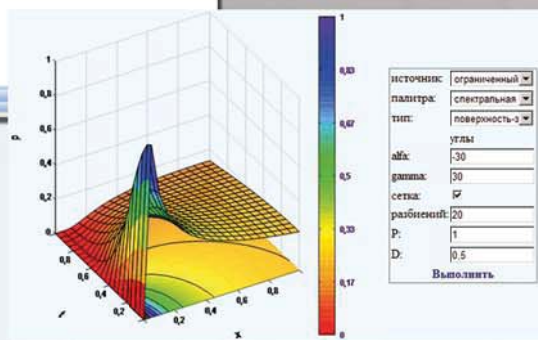 1
0,8
0,6
0,4
0,2
0
0,8
0,6
0,4
0,2
0,2
0,4
0,6
0,8
x
1
0,83
0,67
0,5
0,33
0,17
0
источник: ограниченный
палитра: спектральная
тип: поверхность-з
углы
alfa: -30
gamma: 30
сетка:
разбиений: 20
P: 1
D: 0,5
Выполнить